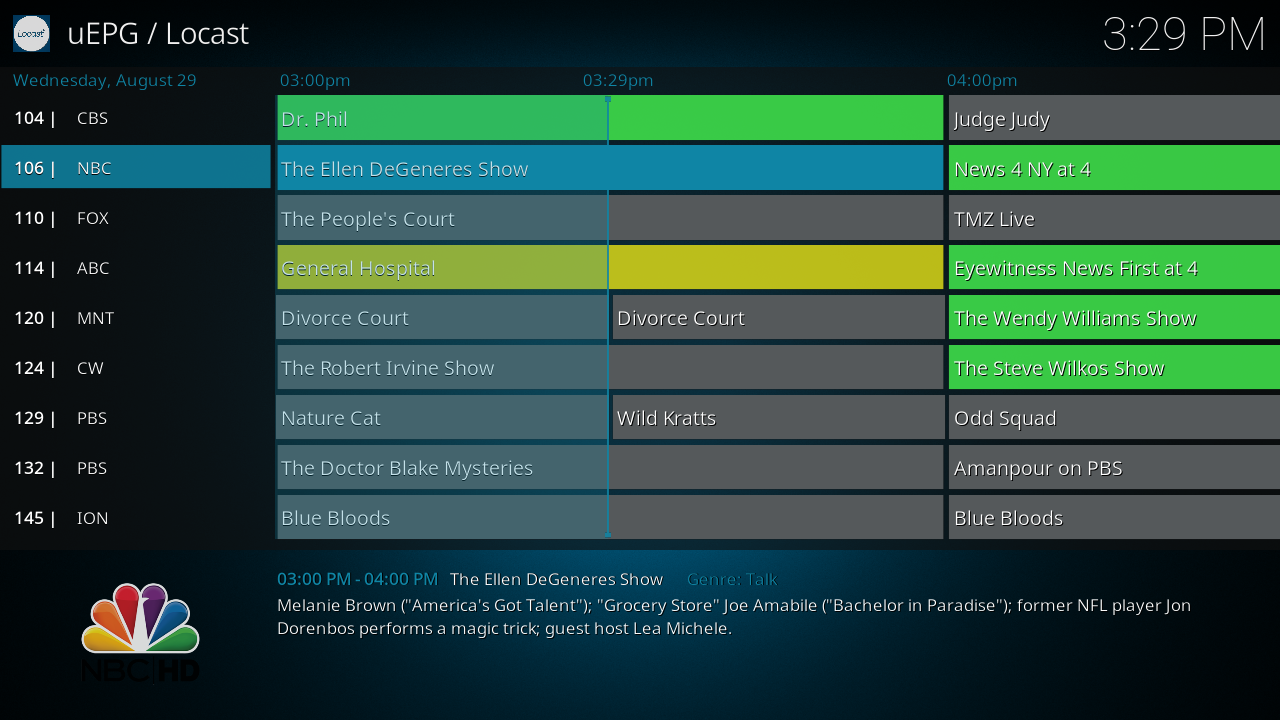 Locast
uEPG / Locast
3:29 PM
Wednesday, August 29 03:00pm 03:29pm 04:00pm
104 | CBS Dr. Phil Judge Judy
106 | NBC The Ellen DeGeneres Show News 4 NY at 4
110 | FOX The People's Court TMZ Live
114 | ABC General Hospital Eyewitness News First at 4
120 | MNT Divorce Court Divorce Court The Wendy Williams Show
124 | CW The Robert Irvine Show The Steve Wilkos Show
129 | PBS Nature Cat Wild Kratts Odd Squad
132 | PBS The Doctor Blake Mysteries Amanpour on PBS
145 | ION Blue Bloods Blue Bloods
03:00 PM - 04:00 PM The Ellen DeGeneres Show Genre: Talk
Melanie Brown ("America's Got Talent"); "Grocery Store" Joe Amabile ("Bachelor in Paradise"); former NFL player Jon
Dorenbos performs a magic trick; guest host Lea Michele.
NBC HD